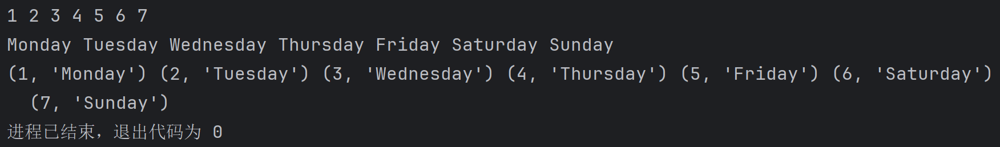 1 2 3 4 5 6 7
Monday Tuesday Wednesday Thursday Friday Saturday Sunday
(1, 'Monday') (2, 'Tuesday') (3, 'Wednesday') (4, 'Thursday') (5, 'Friday') (6, 'Saturday')
(7, 'Sunday')
进程已结束，退出代码为 0